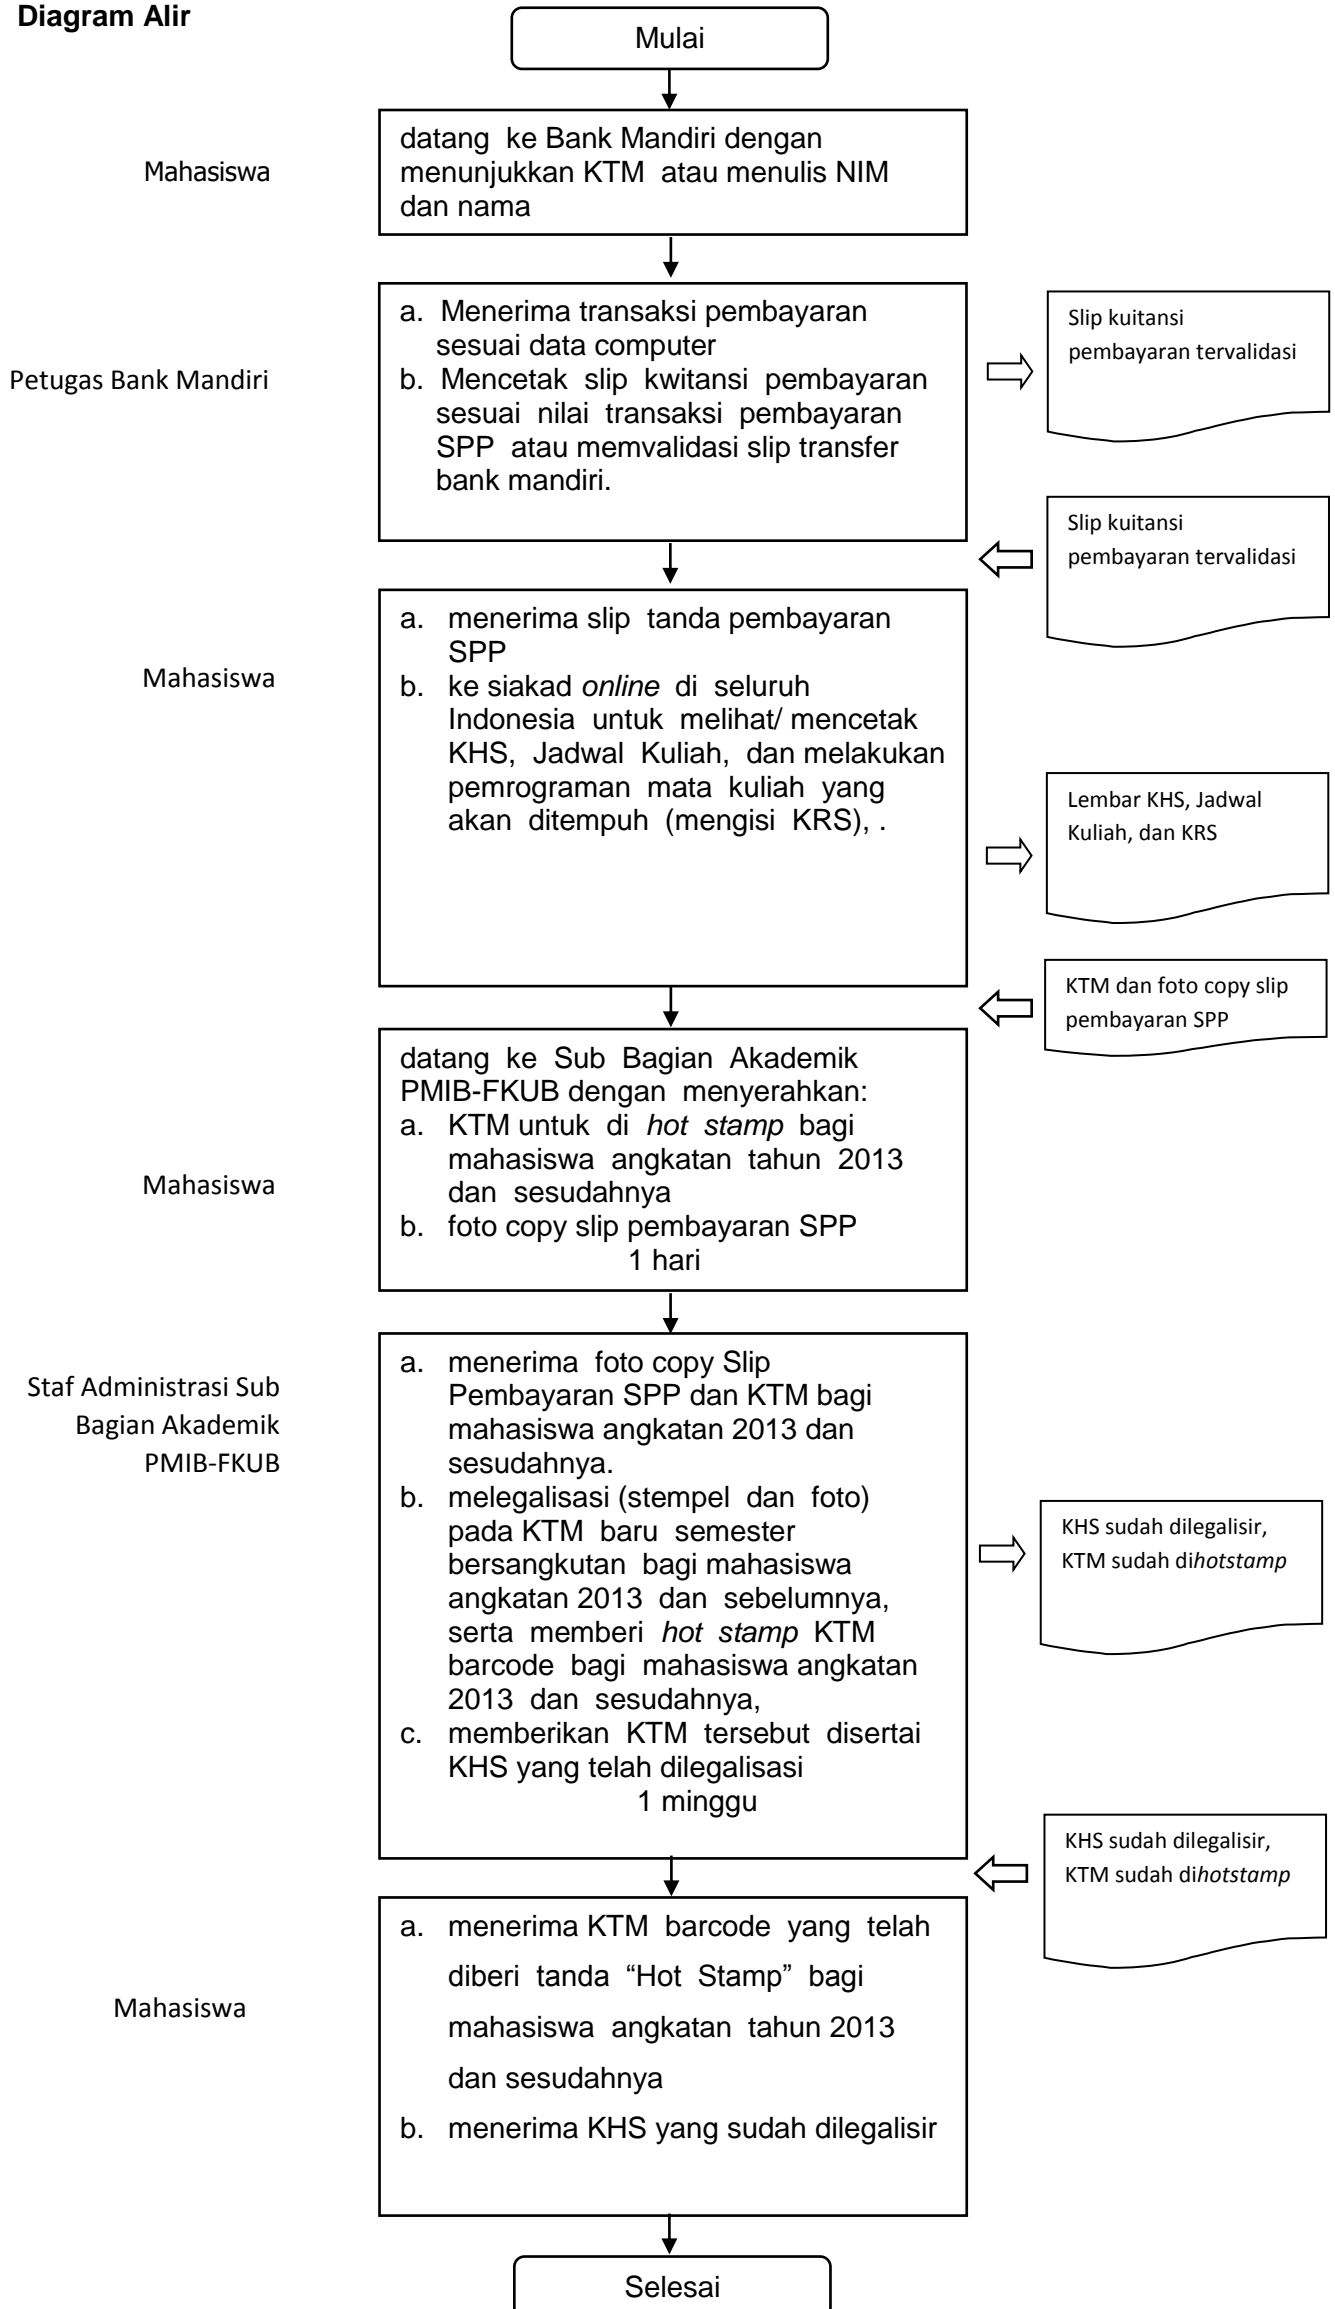 Diagram Alir
Mulai
Mahasiswa
datang ke Bank Mandiri dengan
menunjukkan KTM atau menulis NIM
dan nama
Petugas Bank Mandiri
a. Menerima transaksi pembayaran
sesuai data computer
b. Mencetak slip kwitansi pembayaran
sesuai nilai transaksi pembayaran
SPP atau memvalidasi slip transfer
bank mandiri.
Slip kuitansi
pembayaran tervalidasi
Slip kuitansi
pembayaran tervalidasi
Mahasiswa
a. menerima slip tanda pembayaran
SPP
b. ke siakad online di seluruh
Indonesia untuk melihat/ mencetak
KHS, Jadwal Kuliah, dan melakukan
pemrograman mata kuliah yang
akan ditempuh (mengisi KRS), .
Lembar KHS, Jadwal
Kuliah, dan KRS
KTM dan foto copy slip
pembayaran SPP
Mahasiswa
datang ke Sub Bagian Akademik
PMIB-FKUB dengan menyerahkan:
a. KTM untuk di hot stamp bagi
mahasiswa angkatan tahun 2013
dan sesudahnya
b. foto copy slip pembayaran SPP
1 hari
Staf Administrasi Sub
Bagian Akademik
PMIB-FKUB
a. menerima foto copy Slip
Pembayaran SPP dan KTM bagi
mahasiswa angkatan 2013 dan
sesudahnya.
b. melegalisasi (stempel dan foto)
pada KTM baru semester
bersangkutan bagi mahasiswa
angkatan 2013 dan sebelumnya,
serta memberi hot stamp KTM
barcode bagi mahasiswa angkatan
2013 dan sesudahnya,
c. memberikan KTM tersebut disertai
KHS yang telah dilegalisasi
1 minggu
KHS sudah dilegalisir,
KTM sudah dihotstamp
KHS sudah dilegalisir,
KTM sudah dihotstamp
Mahasiswa
a. menerima KTM barcode yang telah
diberi tanda “Hot Stamp” bagi
mahasiswa angkatan tahun 2013
dan sesudahnya
b. menerima KHS yang sudah dilegalisir
Selesai